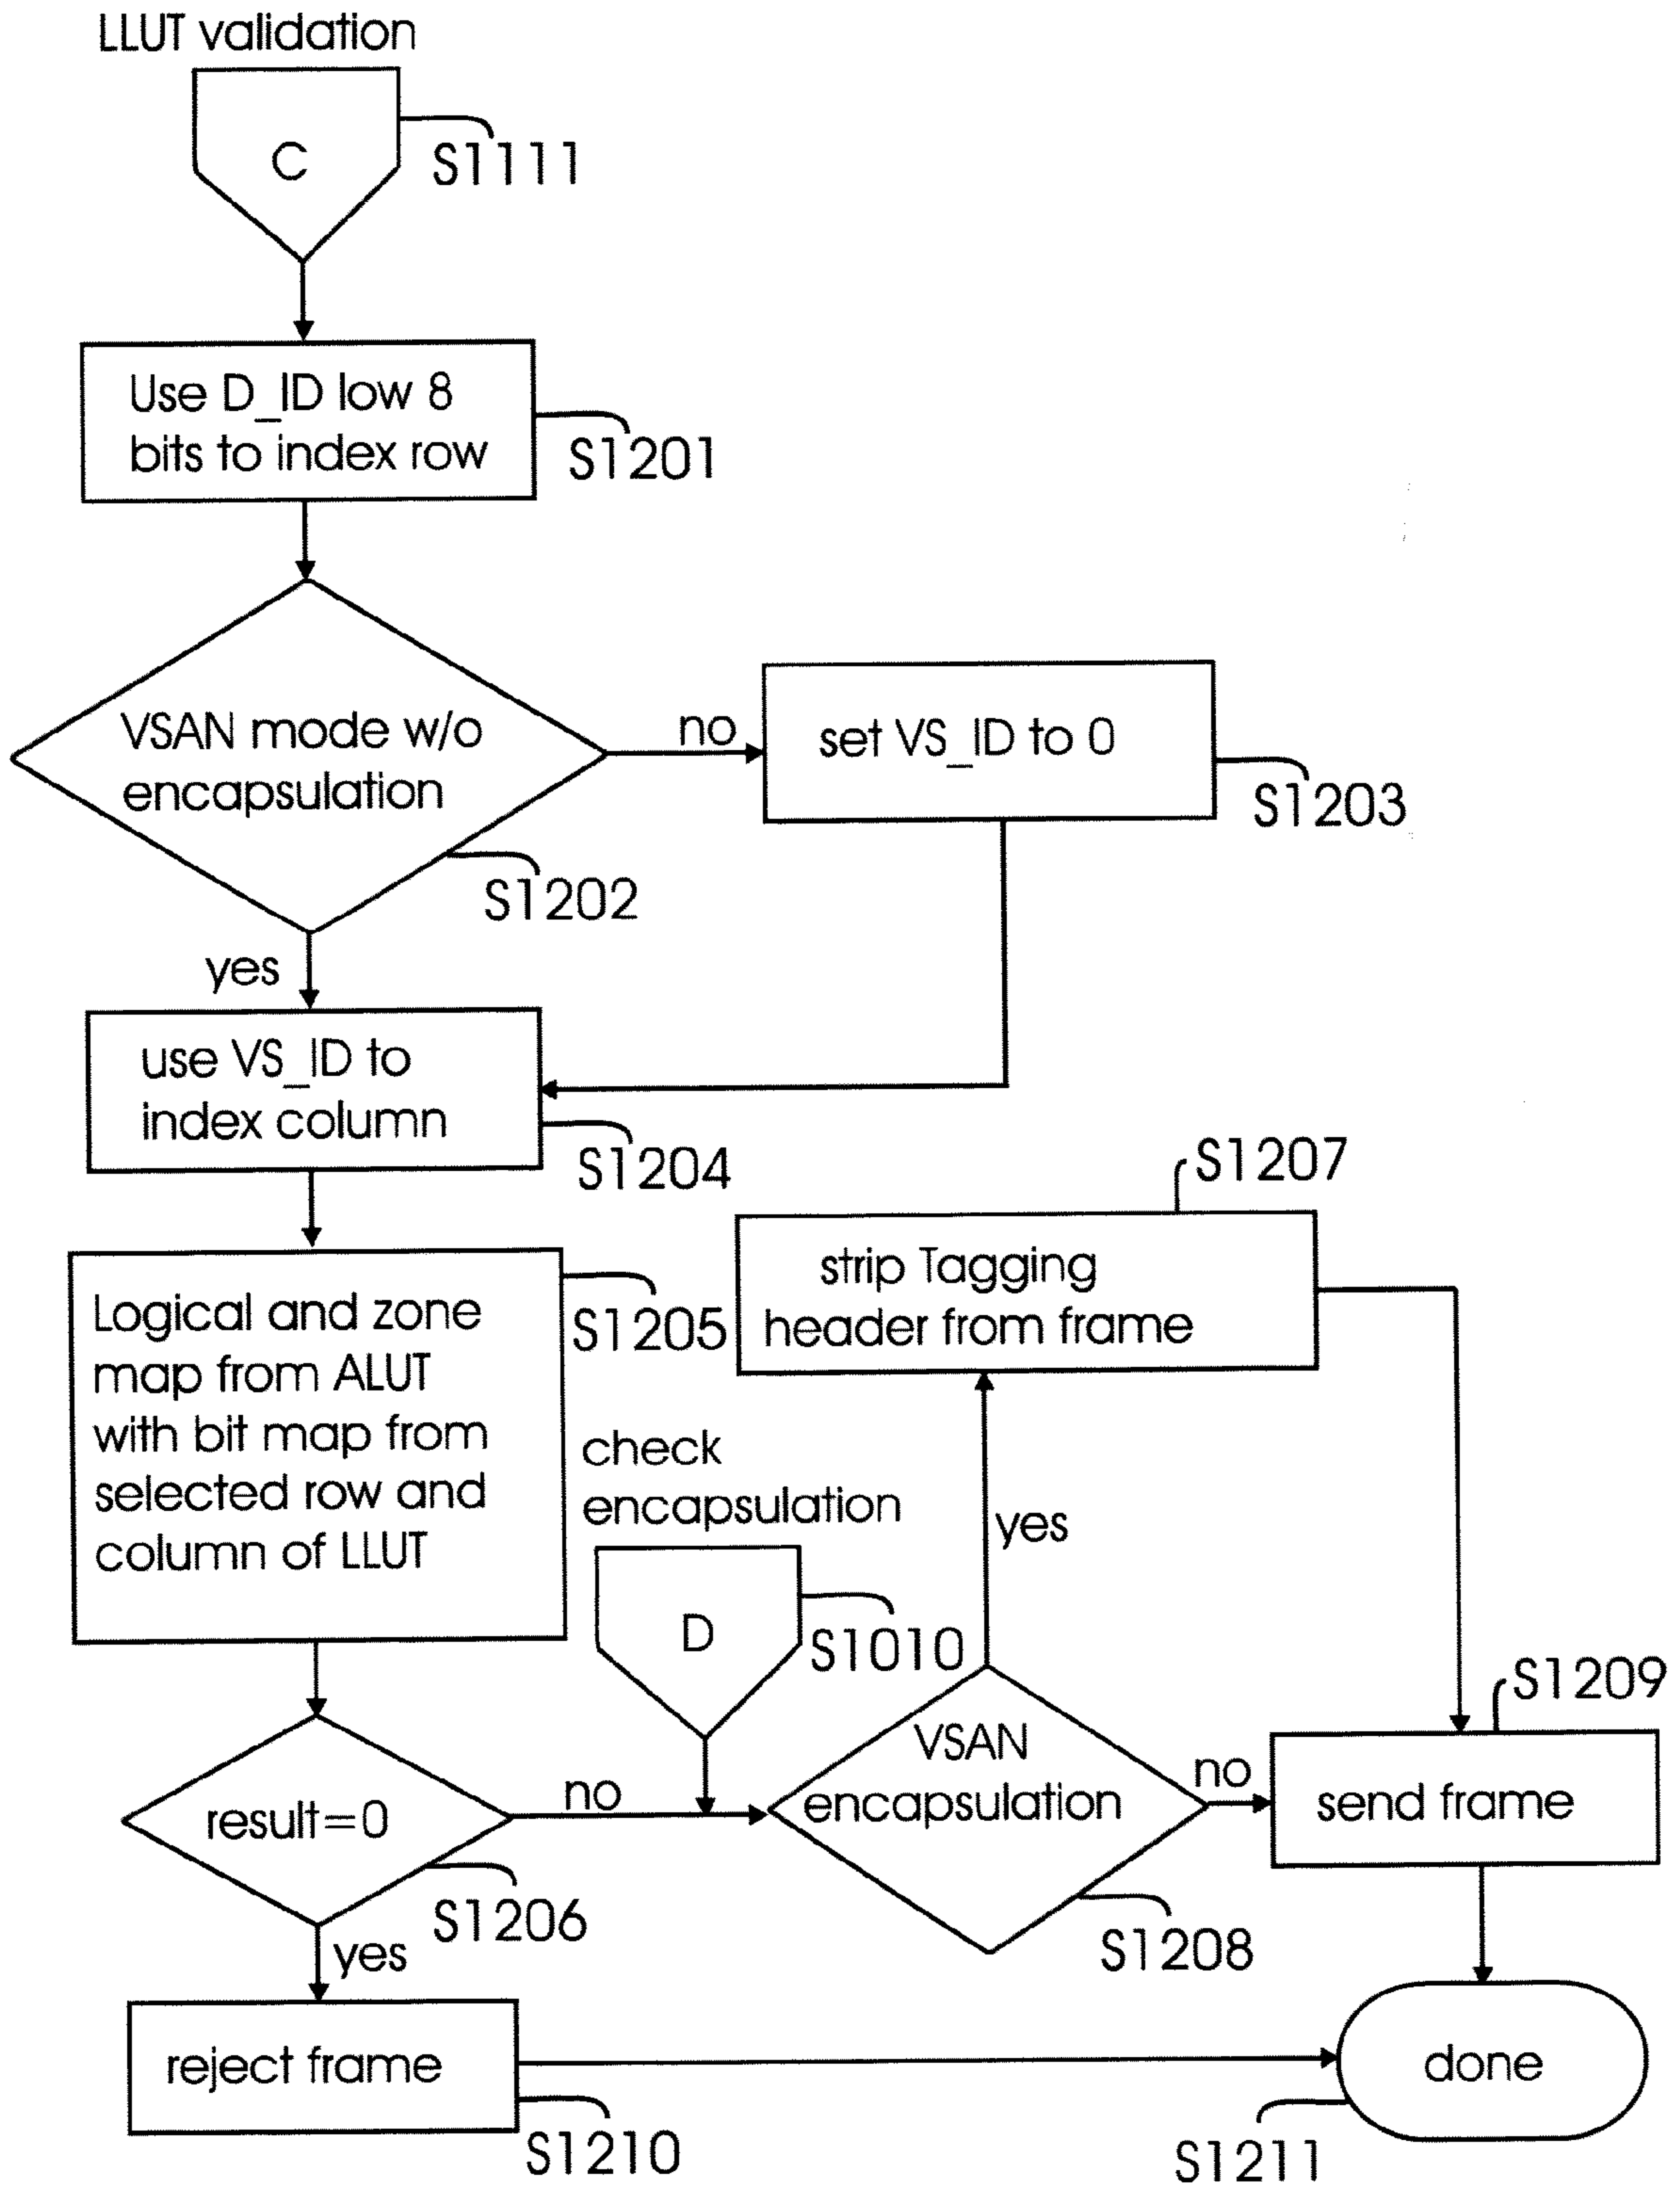 LLUT validation
C
S1111
Use D_ID low 8
bits to index row
S1201
VSAN mode w/o
encapsulation
S1202
no
set VS_ID to 0
S1203
yes
use VS_ID to
index column
S1204
Logical and zone
map from ALUT
with bit map from
selected row and
column of LLUT
S1205
S1207
strip Tagging
header from frame
check
encapsulation
D
S1010
yes
result=0
S1206
no
VSAN
encapsulation
S1208
no
S1209
send frame
yes
reject frame
S1210
done
S1211